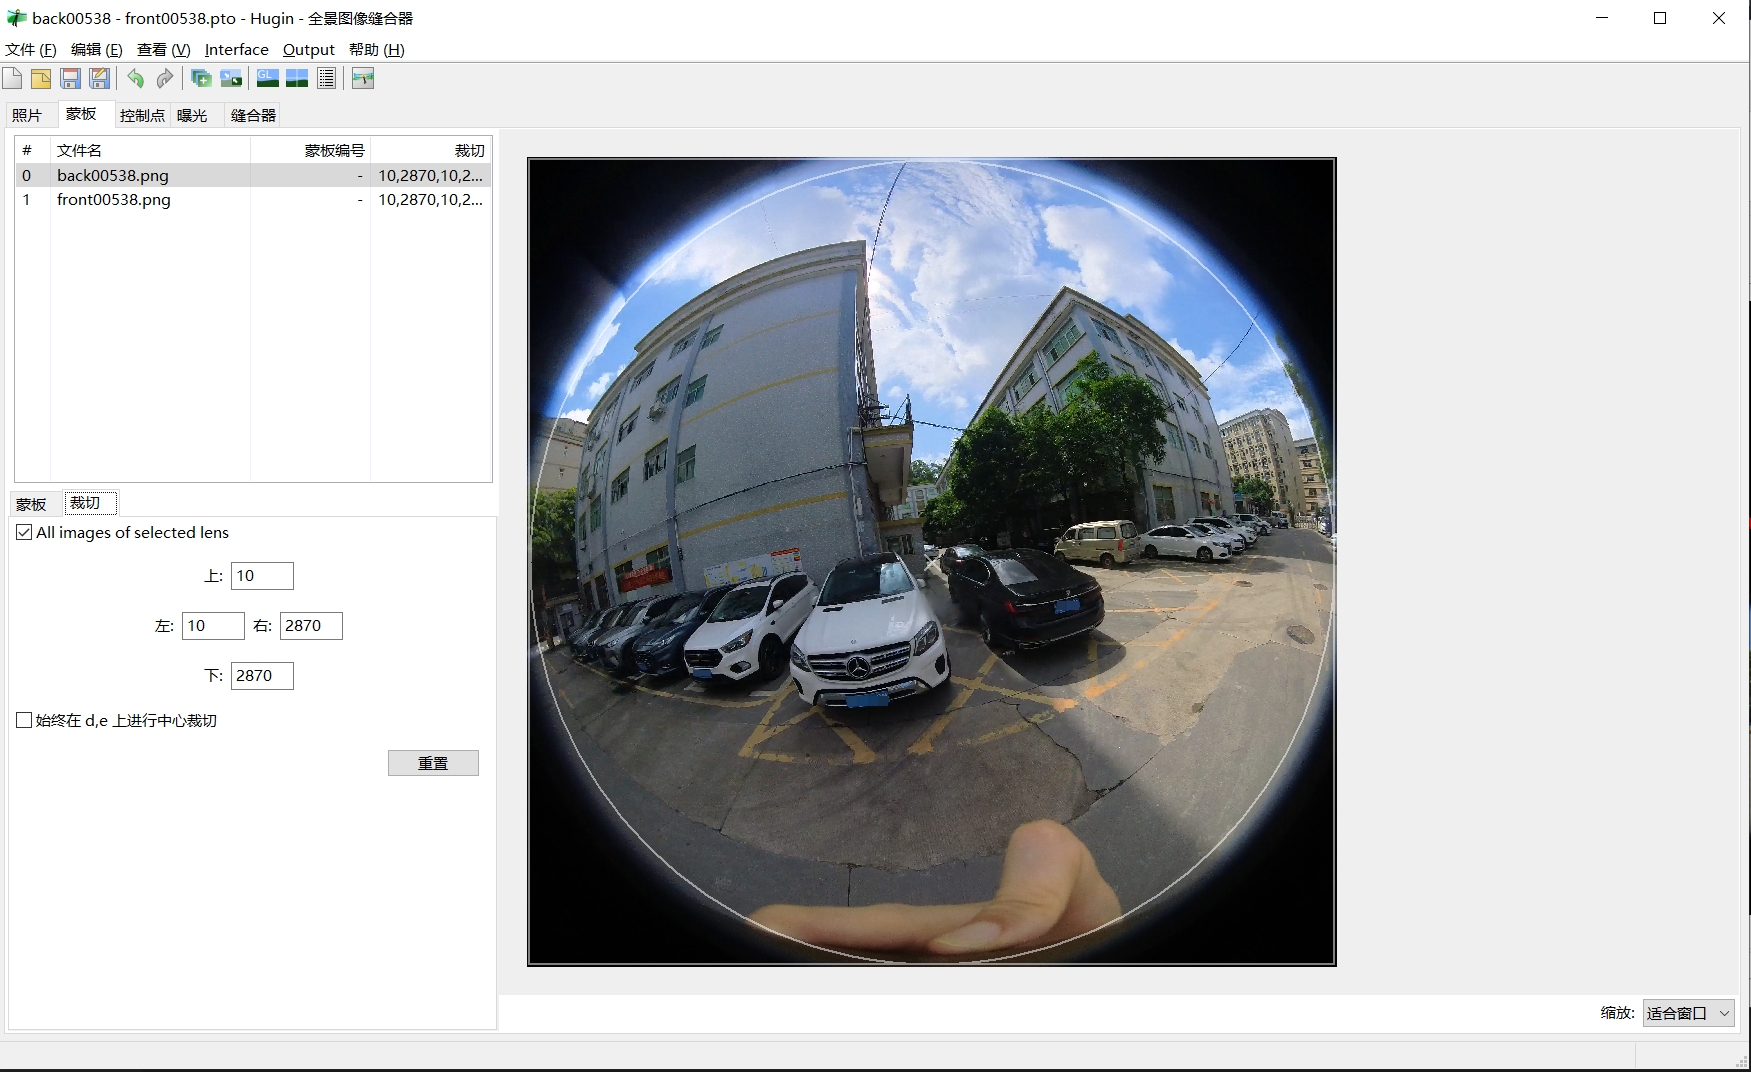 back00538 - front00538.pto - Hugin - 全景图像缝合器
文件 (F) 编辑 (E) 查看 (V) Interface Output 帮助 (H)
GL
照片 蒙板 控制点 曝光 缝合器
# 文件名 蒙板编号 裁切
0 back00538.png - 10,2870,10,2...
1 front00538.png - 10,2870,10,2...
蒙板 裁切
All images of selected lens
上: 10
左: 10 右: 2870
下: 2870
始终在 d,e 上进行中心裁切
重置
缩放: 适合窗口